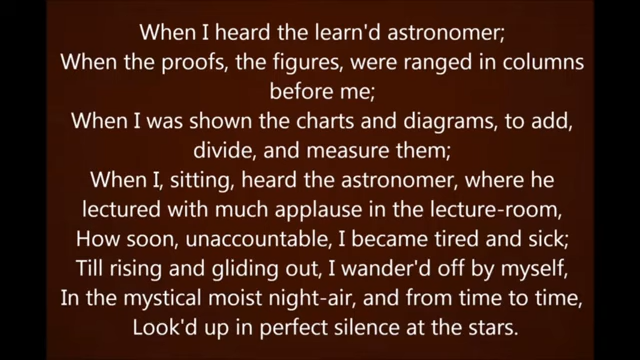 When I heard the learn'd astronomer;
When the proofs, the figures, were ranged in columns
before me;
When I was shown the charts and diagrams, to add,
divide, and measure them;
When I, sitting, heard the astronomer, where he
lectured with much applause in the lecture-room,
How soon, unaccountable, I became tired and sick;
Till rising and gliding out, I wander'd off by myself,
In the mystical moist night-air, and from time to time,
Look'd up in perfect silence at the stars.